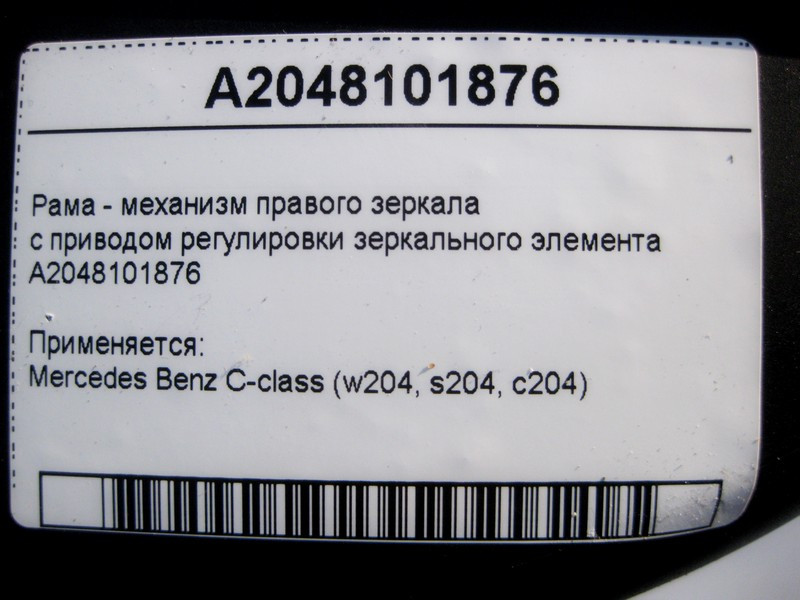 A2048101876
Рама - механизм правого зеркала
с приводом регулировки зеркального элемента
A2048101876
Применяется:
Mercedes Benz C-class (w204, s204, c204)